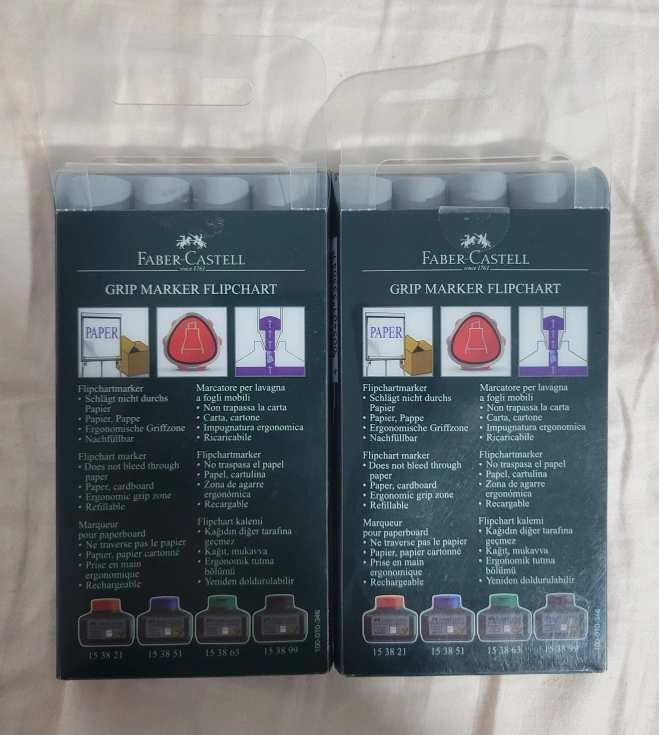 FABER-CASTELL
since 1761
GRIP MARKER FLIPCHART
PAPER
Flipchartmarker
• Schlägt nicht durchs
Papier
• Papier, Pappe
• Ergonomische Griffzone
• Nachfüllbar
Flipchart marker
• Does not bleed through
paper
• Paper, cardboard
• Ergonomic grip zone
• Refillable
Marqueur
pour paperboard
• Ne traverse pas le papier
• Papier, papier cartonné
• Prise en main
ergonomique
• Rechargeable
Marcatore per lavagna
a fogli mobili
• Non trapassa la carta
• Carta, cartone
• Impugnatura ergonomica
• Ricaricabile
Flipchartmarker
• No traspasa el papel
• Papel, cartulina
• Zona de agarre
ergonómica
• Recargable
Flipchart kalemi
• Kağıdın diğer tarafına
geçmez
• Kağıt, mukavva
• Ergonomik tutma
bölümü
• Yeniden doldurulabilir
15 38 21 15 38 51 15 38 63 15 38 99
100-010-346
FABER-CASTELL
since 1761
GRIP MARKER FLIPCHART
PAPER
Flipchartmarker
• Schlägt nicht durchs
Papier
• Papier, Pappe
• Ergonomische Griffzone
• Nachfüllbar
Flipchart marker
• Does not bleed through
paper
• Paper, cardboard
• Ergonomic grip zone
• Refillable
Marqueur
pour paperboard
• Ne traverse pas le papier
• Papier, papier cartonné
• Prise en main
ergonomique
• Rechargeable
Marcatore per lavagna
a fogli mobili
• Non trapassa la carta
• Carta, cartone
• Impugnatura ergonomica
• Ricaricabile
Flipchartmarker
• No traspasa el papel
• Papel, cartulina
• Zona de agarre
ergonómica
• Recargable
Flipchart kalemi
• Kağıdın diğer tarafına
geçmez
• Kağıt, mukavva
• Ergonomik tutma
bölümü
• Yeniden doldurulabilir
15 38 21 15 38 51 15 38 63 15 38 99
100-010-346